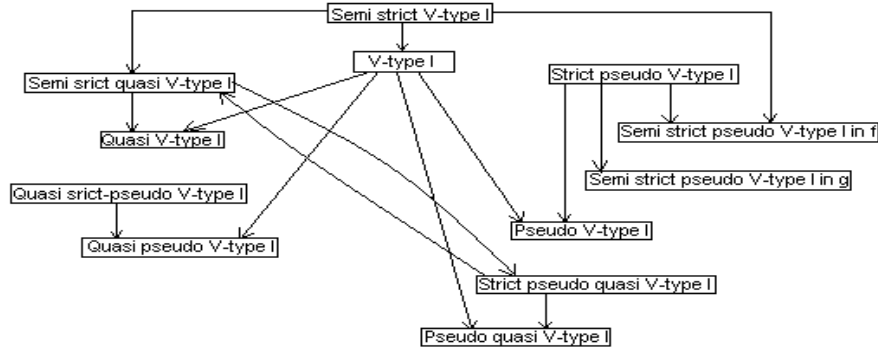 Semi strict V-type I
V-type I
Semi srict quasi V-type I
Strict pseudo V-type I
Quasi V-type I
Semi strict pseudo V-type I in f
Quasi srict-pseudo V-type I
Semi strict pseudo V-type I in g
Pseudo V-type I
Quasi pseudo V-type I
Strict pseudo quasi V-type I
Pseudo quasi V-type I